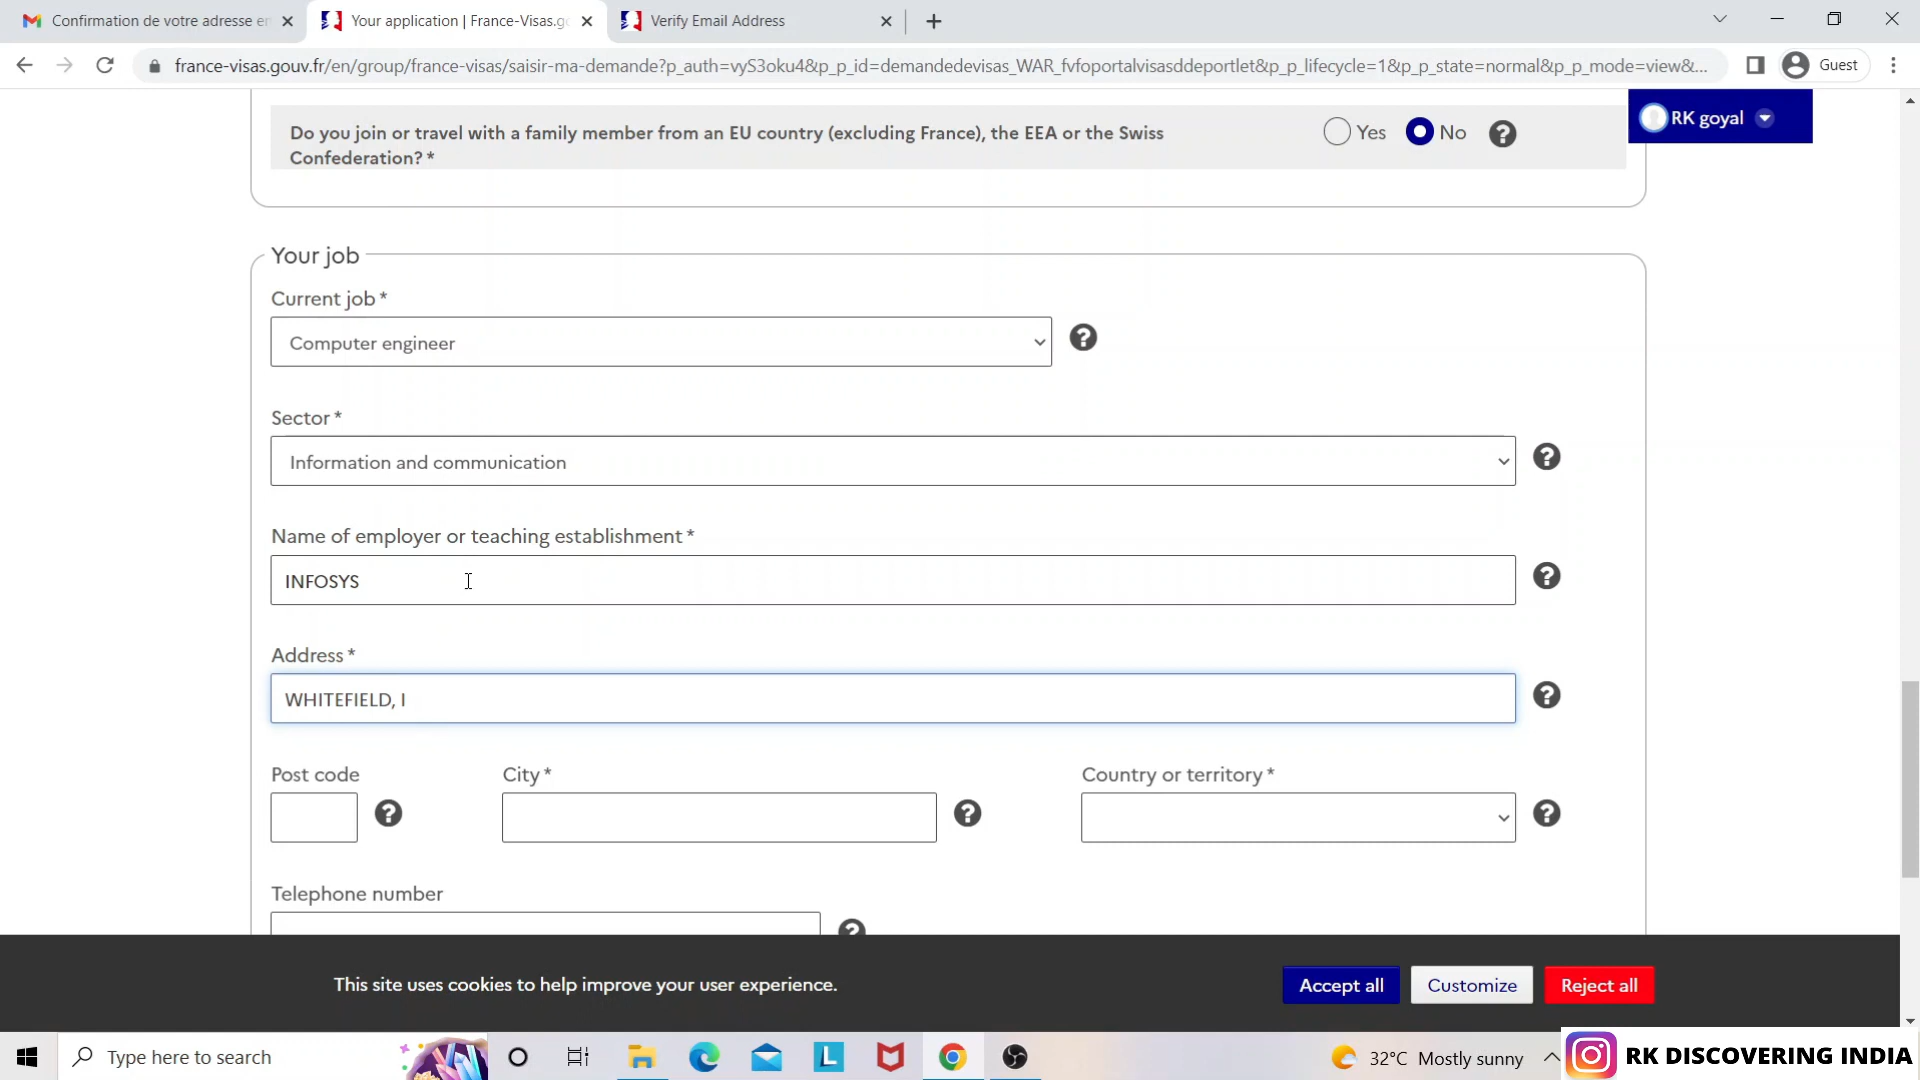 Confirmation de votre adresse en
Your application | France-Visas.go
Verify Email Address
france-visas.gouv.fr/en/group/france-visas/saisir-ma-demande?p_auth=vyS3oku4&p_p_id=demandedevisas_WAR_fvfoportalvisasddeportlet&p_p_lifecycle=1&p_p_state=normal&p_p_mode=view&...
Guest
RK goyal
Do you join or travel with a family member from an EU country (excluding France), the EEA or the Swiss
Confederation? *
Yes No ?
Your job
Current job *
Computer engineer ?
Sector *
Information and communication ?
Name of employer or teaching establishment *
INFOSYS ?
Address *
WHITEFIELD, I ?
Post code City * Country or territory *
? ? ?
Telephone number
?
This site uses cookies to help improve your user experience.
Accept all Customize Reject all
Type here to search
L
32°C Mostly sunny
RK DISCOVERING INDIA